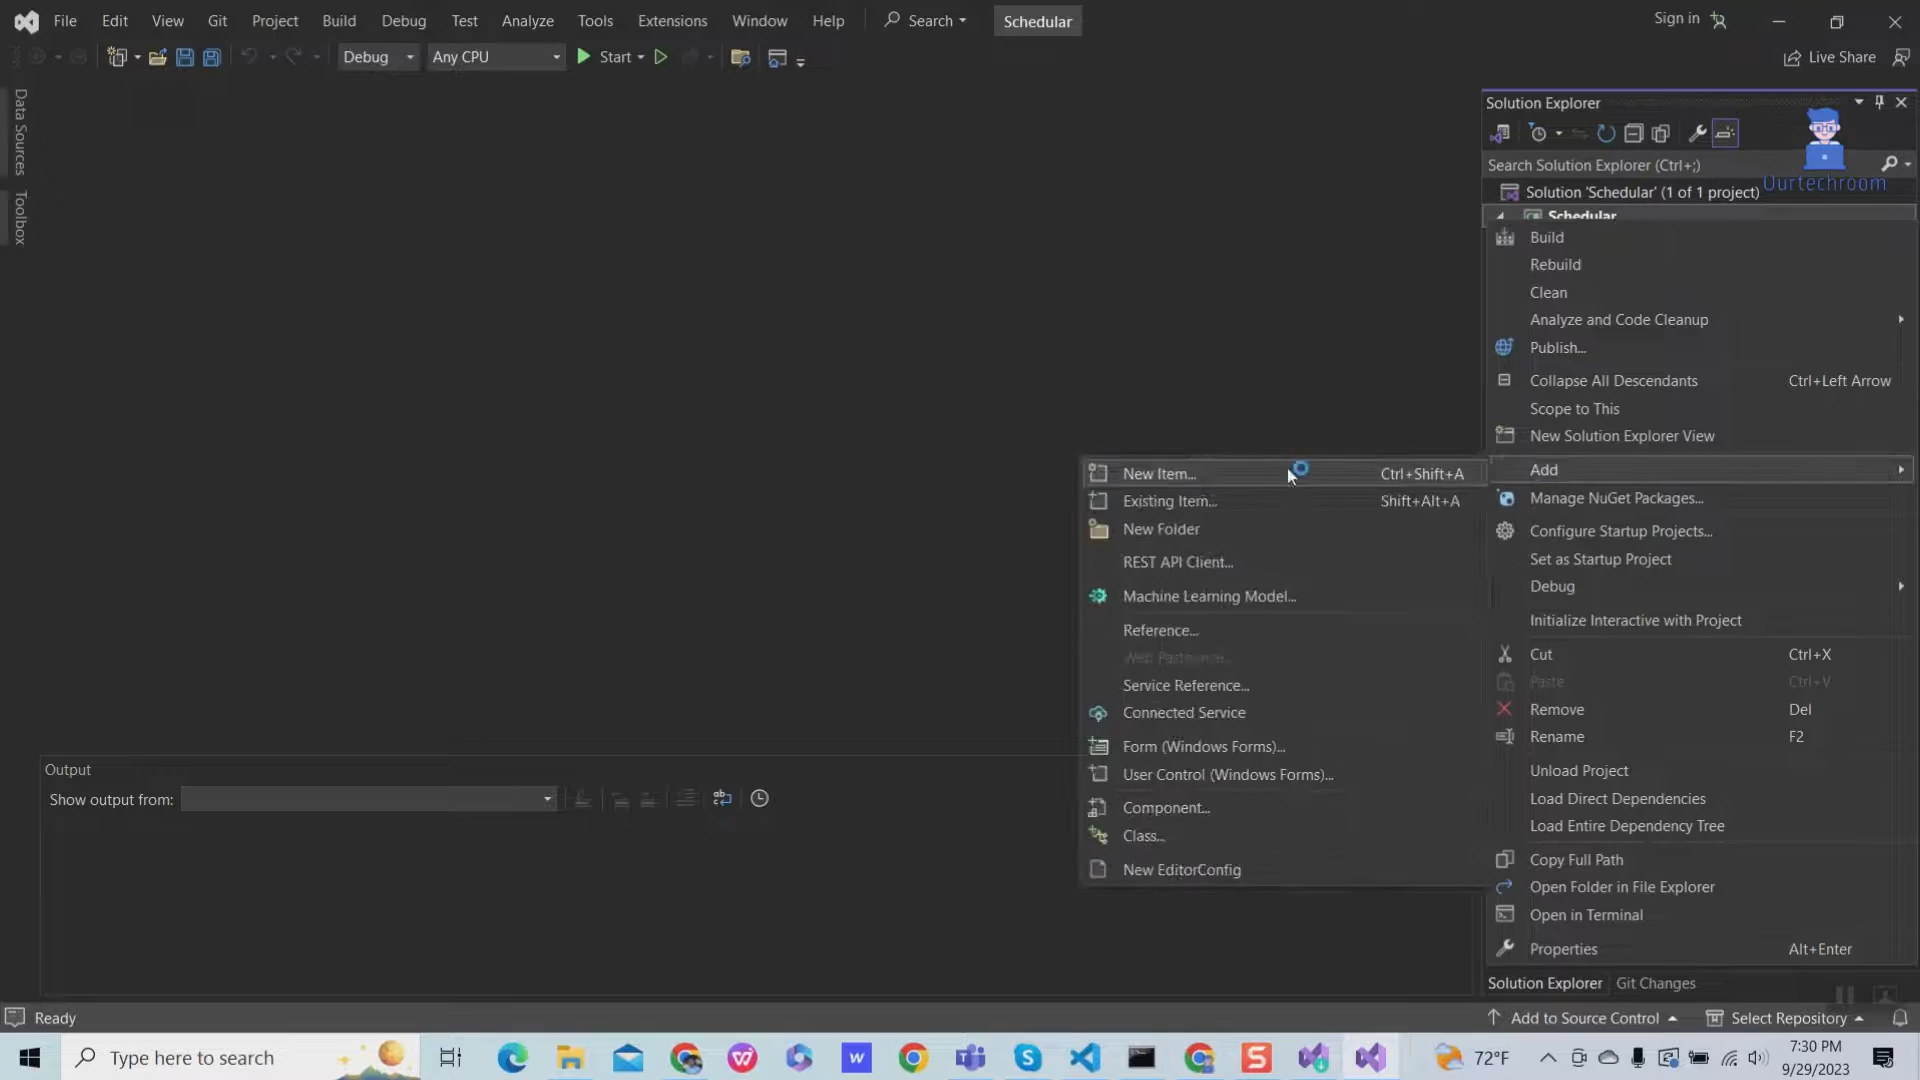 File Edit View Git Project Build Debug Test Analyze Tools Extensions Window Help Search Schedular Sign in
Debug Any CPU Start Live Share
Data Sources
Toolbox
Solution Explorer
Search Solution Explorer (Ctrl+;)
Ourtechroom
Solution 'Schedular' (1 of 1 project)
Schedular
Build
Rebuild
Clean
Analyze and Code Cleanup
Publish...
Collapse All Descendants Ctrl+Left Arrow
Scope to This
New Solution Explorer View
Add
Manage NuGet Packages...
Configure Startup Projects...
Set as Startup Project
Debug
Initialize Interactive with Project
Cut Ctrl+X
Paste Ctrl+V
Remove Del
Rename F2
Unload Project
Load Direct Dependencies
Load Entire Dependency Tree
Copy Full Path
Open Folder in File Explorer
Open in Terminal
Properties Alt+Enter
New Item... Ctrl+Shift+A
Existing Item... Shift+Alt+A
New Folder
REST API Client...
Machine Learning Model...
Reference...
Service Reference...
Connected Service
Form (Windows Forms)...
User Control (Windows Forms)...
Component...
Class...
New EditorConfig
Output
Show output from:
Solution Explorer Git Changes
Ready Add to Source Control Select Repository
Type here to search 72°F 7:30 PM
9/29/2023